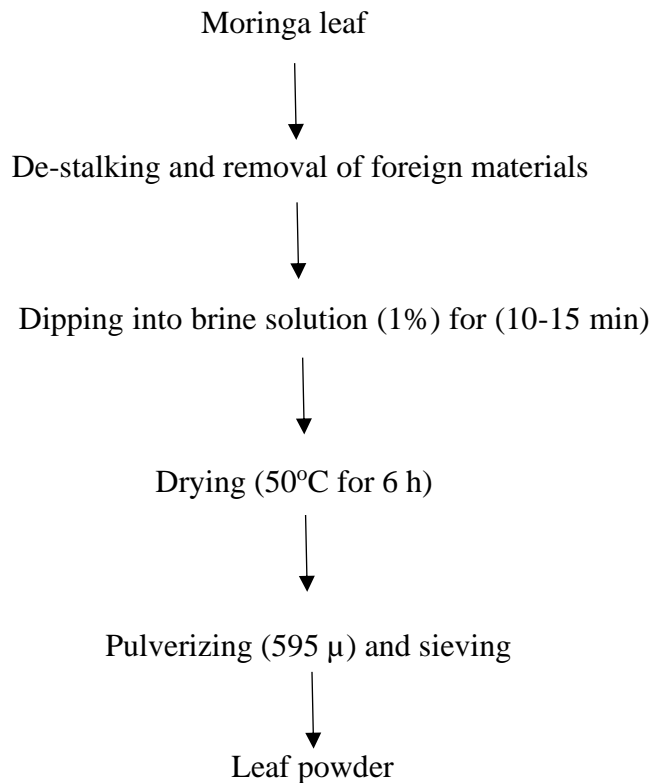 Moringa leaf
De-stalking and removal of foreign materials
Dipping into brine solution (1%) for (10-15 min)
Drying (50°C for 6 h)
Pulverizing (595 µ) and sieving
Leaf powder